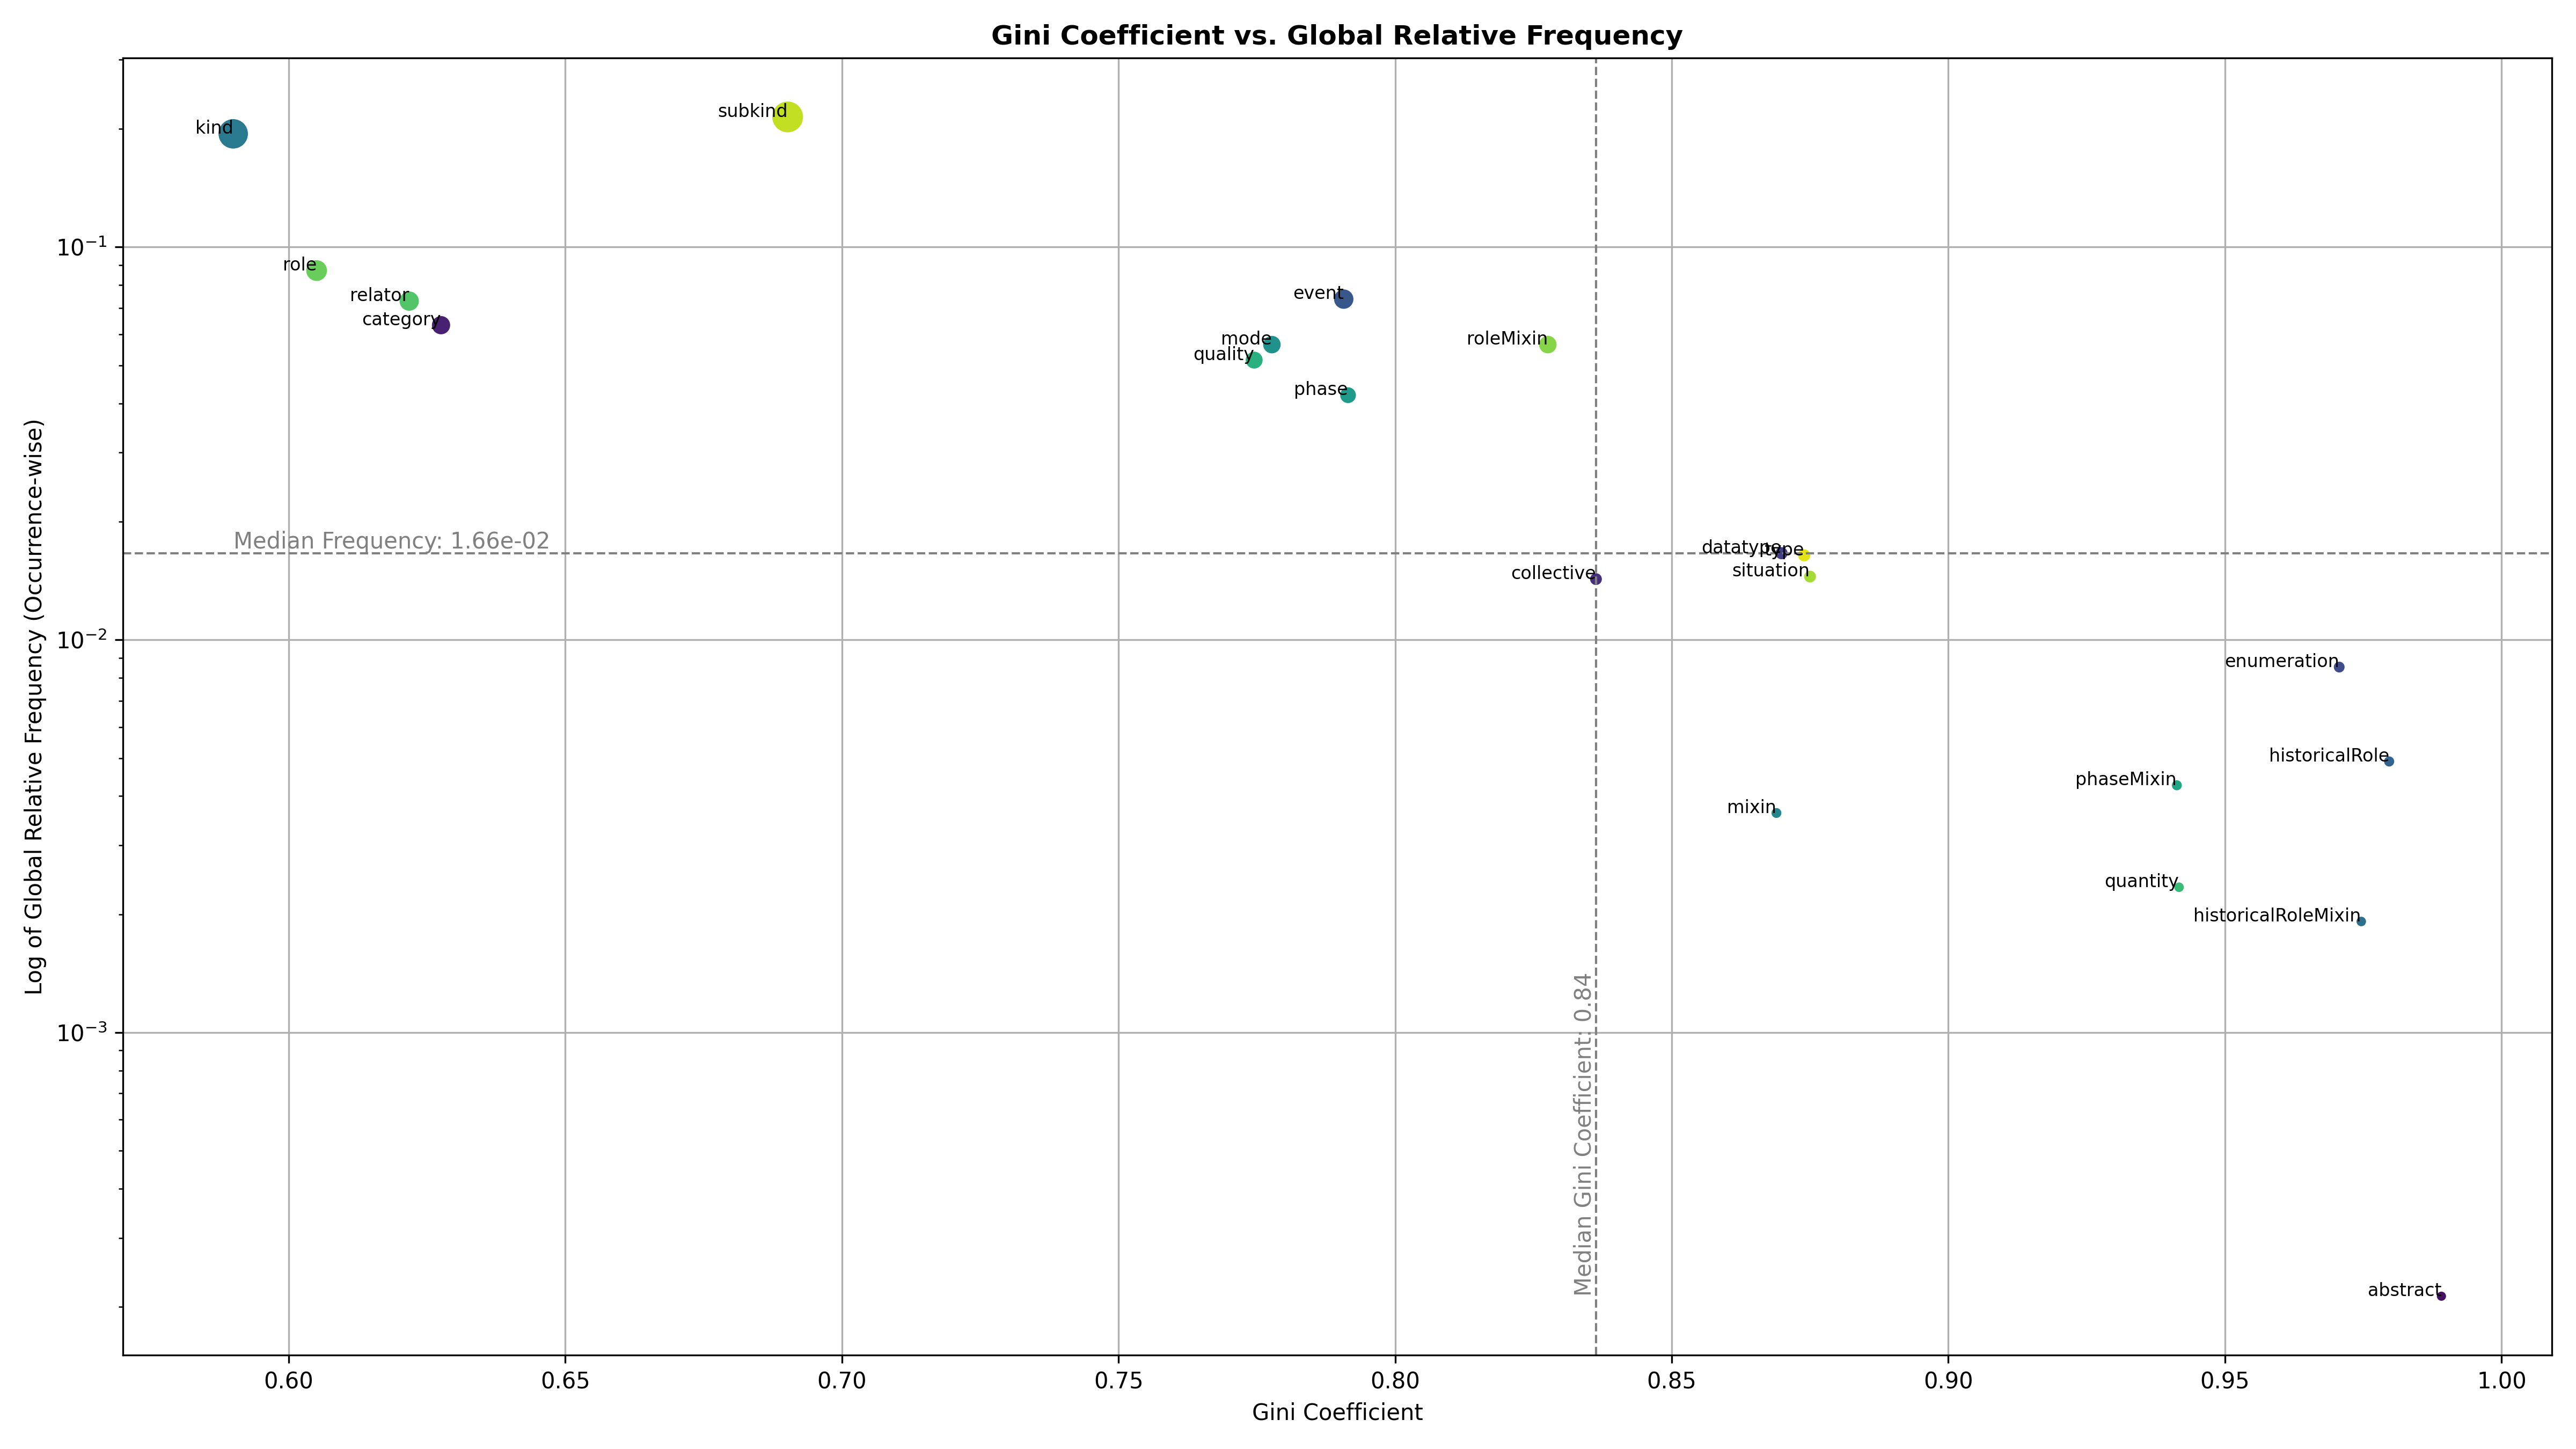 Gini Coefficient vs. Global Relative Frequency
Log of Global Relative Frequency (Occurrence-wise)
10⁻¹
10⁻²
10⁻³
kind
subkind
role
relator
category
event
mode
quality
roleMixin
phase
Median Frequency: 1.66e-02
datatype
type
situation
collective
enumeration
historicalRole
phaseMixin
mixin
quantity
historicalRoleMixin
Median Gini Coefficient: 0.84
abstract
0.60 0.65 0.70 0.75 0.80 0.85 0.90 0.95 1.00
Gini Coefficient